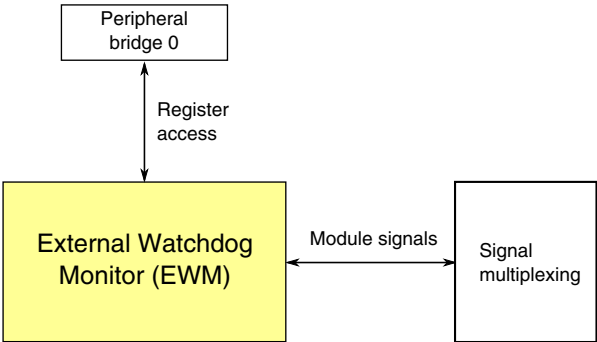 Peripheral
bridge 0
Register
access
External Watchdog
Monitor (EWM)
Module signals
Signal
multiplexing